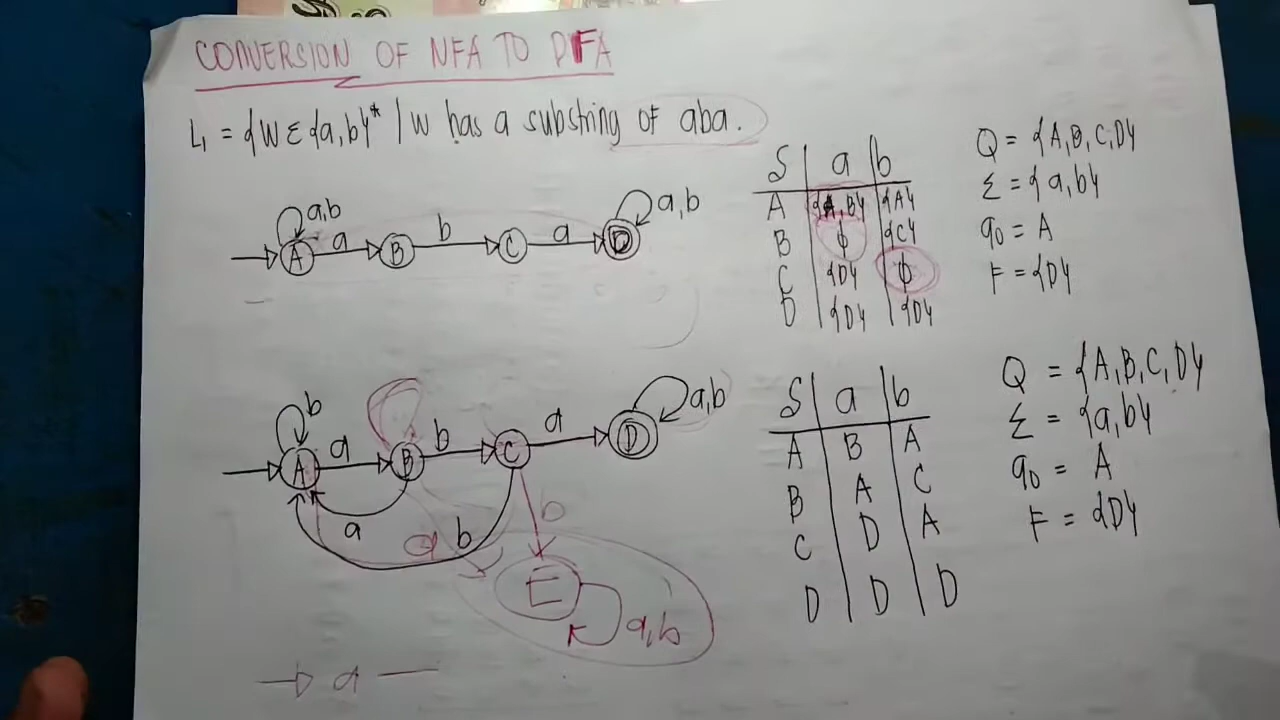 CONVERSION OF NFA TO DFA
L₁ = {w ε {a,b}* / w has a substring of aba.
a,b
a
b
a
a,b
A
B
C
D
S | a | b
A | {A,B} | {A}
B | ϕ | {C}
C | {D} | ϕ
D | {D} | {D}
Q = {A,B,C,D}
Σ = {a,b}
q₀ = A
F = {D}
b
a
b
a
a,b
A
B
C
D
a
a
b
b
E
a,b
S | a | b
A | B | A
B | A | C
C | D | A
D | D | D
Q = {A,B,C,D}
Σ = {a,b}
q₀ = A
F = {D}
a